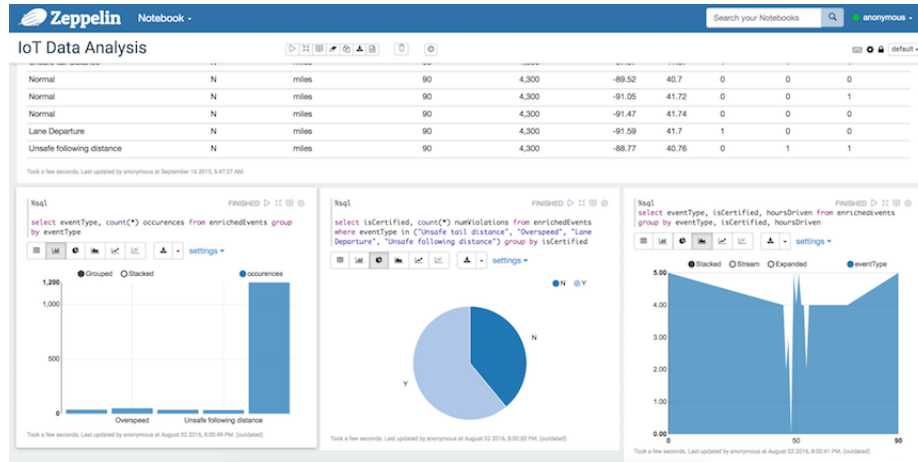 Zeppelin Notebook - Search your Notebooks anonymous -
IoT Data Analysis default -
Normal N miles 90 4,300 -89.52 40.7 0 0 0
Normal N miles 90 4,300 -91.05 41.72 0 0 1
Normal N miles 90 4,300 -91.47 41.74 0 0 0
Lane Departure N miles 90 4,300 -91.59 41.7 1 0 0
Unsafe following distance N miles 90 4,300 -88.77 40.76 0 1 1
Took a few seconds. Last updated by anonymous at September 14 2015, 5:47:27 AM.
%sql FINISHED
select eventType, count(*) occurences from enrichedEvents group
by eventType
settings
Grouped Stacked occurences
1,200
1,000
500
0
Overspeed Unsafe following distance
Took a few seconds. Last updated by anonymous at August 02 2016, 8:00:49 PM. (outdated)
%sql FINISHED
select isCertified, count(*) numViolations from enrichedEvents
where eventType in ("Unsafe tail distance", "Overspeed", "Lane
Departure", "Unsafe following distance") group by isCertified
settings
N Y
N
Y
Took a few seconds. Last updated by anonymous at August 02 2016, 8:00:33 PM. (outdated)
%sql FINISHED
select eventType, isCertified, hoursDriven from enrichedEvents
group by eventType, isCertified, hoursDriven
settings
Stacked Stream Expanded eventType
5.00
4.00
3.00
2.00
1.00
0.00
0 50 90
Took a few seconds. Last updated by anonymous at August 02 2016, 8:00:41 PM. (outdated)